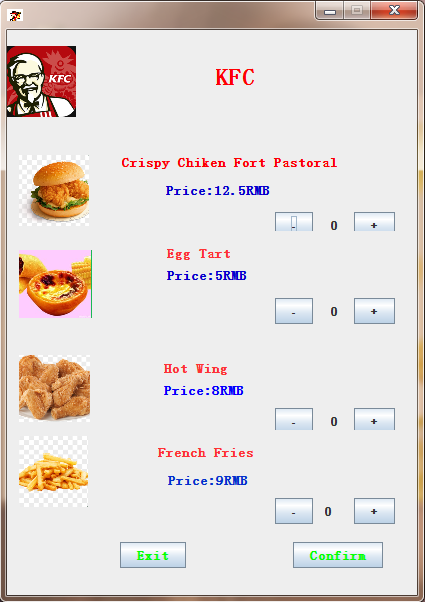 KFC
KFC
Crispy Chiken Fort Pastoral
Price:12.5RMB
- 0 +
Egg Tart
Price:5RMB
- 0 +
Hot Wing
Price:8RMB
- 0 +
French Fries
Price:9RMB
- 0 +
Exit Confirm